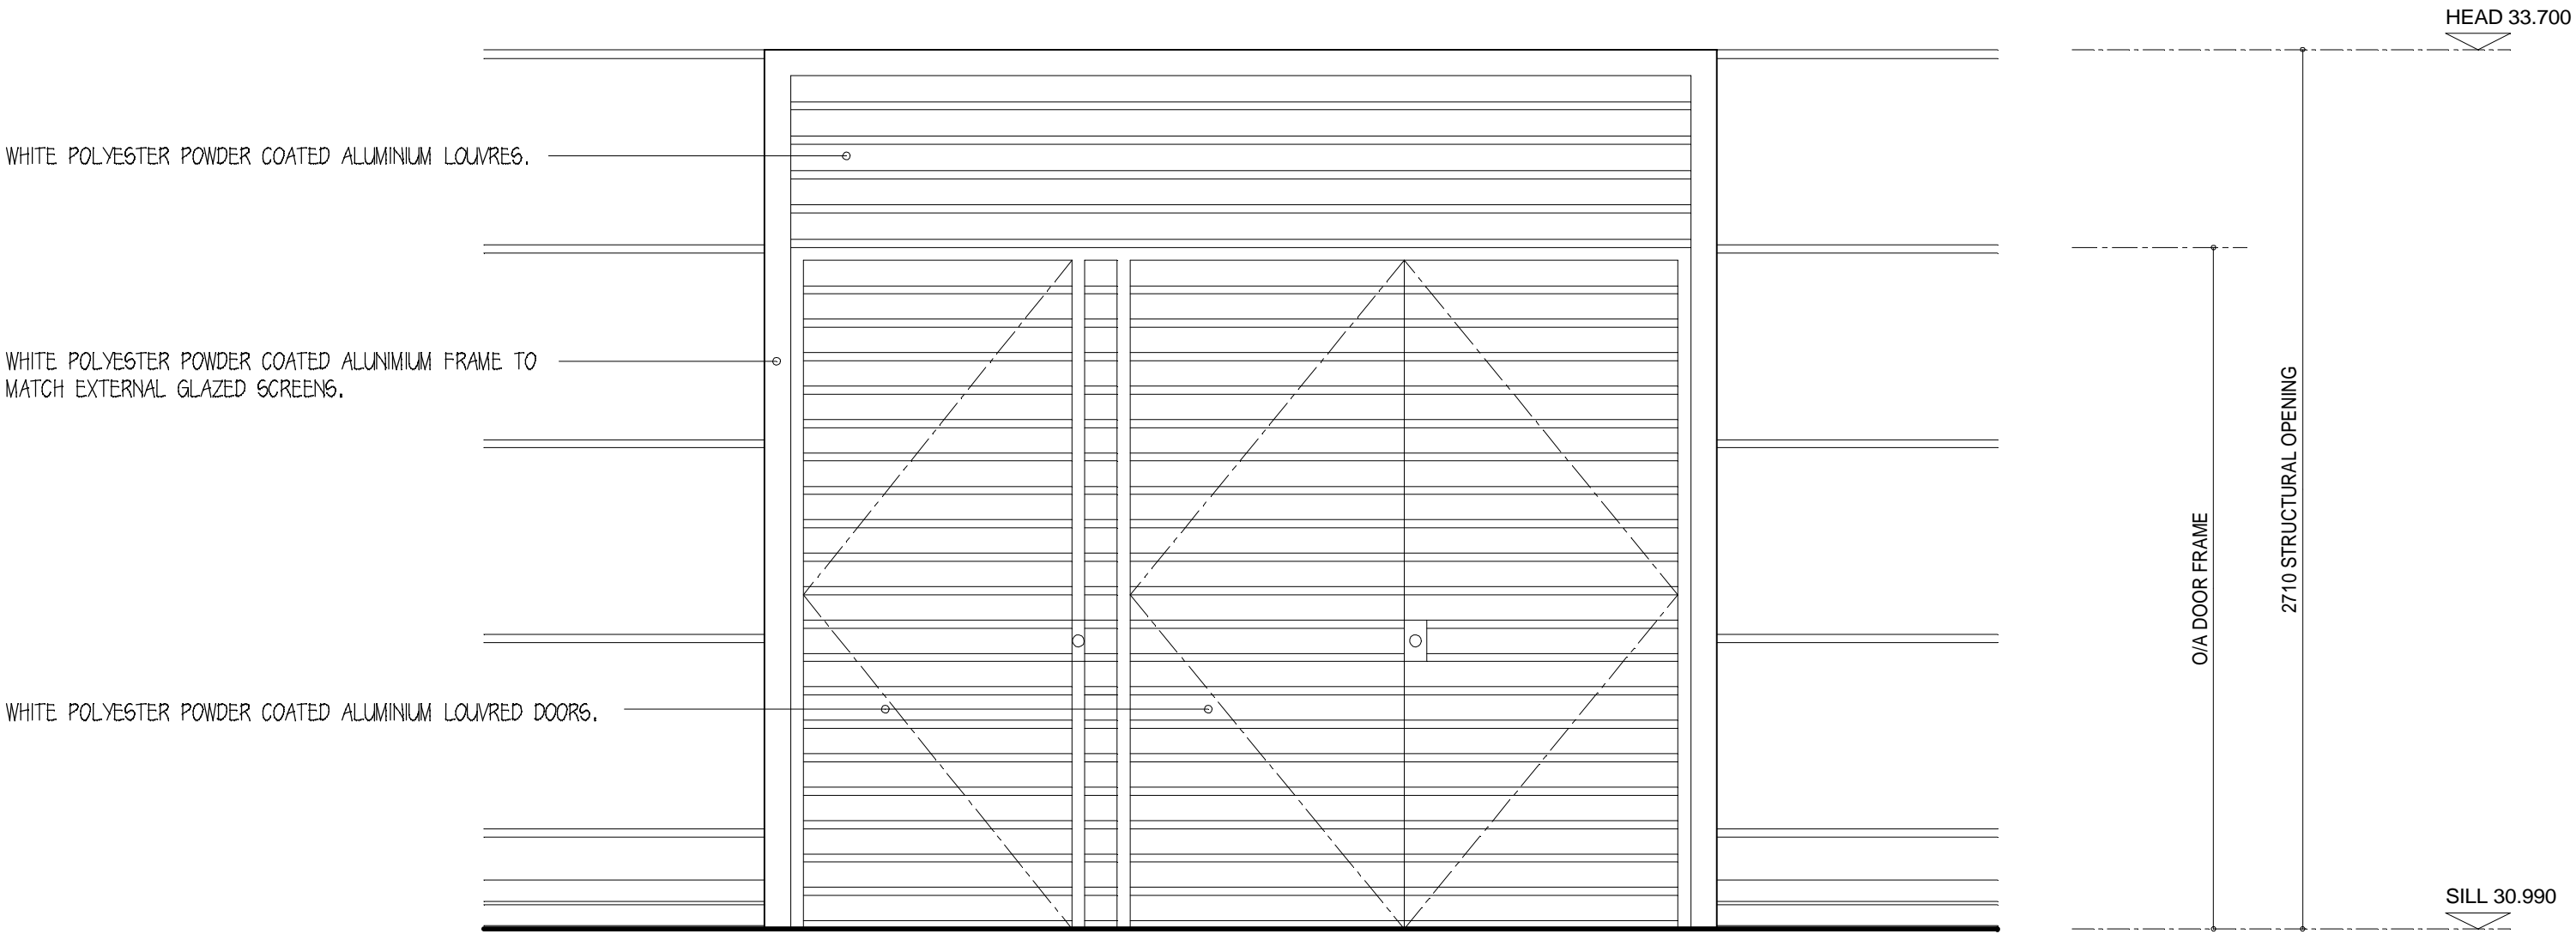 HEAD 33.700
WHITE POLYESTER POWDER COATED ALUMINIUM LOUVRES.
WHITE POLYESTER POWDER COATED ALUNIMIUM FRAME TO
MATCH EXTERNAL GLAZED SCREENS.
WHITE POLYESTER POWDER COATED ALUMINIUM LOUVRED DOORS.
O/A DOOR FRAME
2710 STRUCTURAL OPENING
SILL 30.990